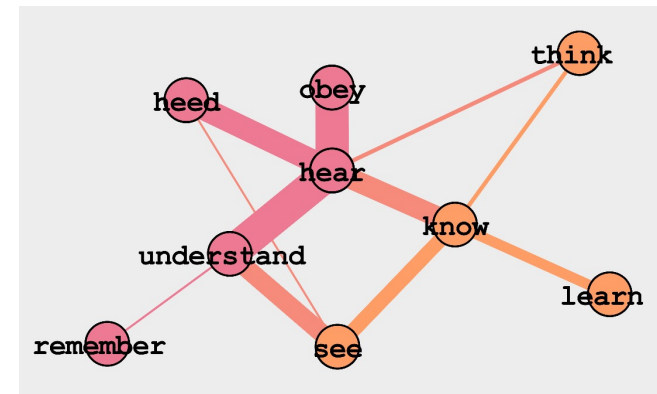 think
heed
obey
hear
know
understand
learn
remember
see